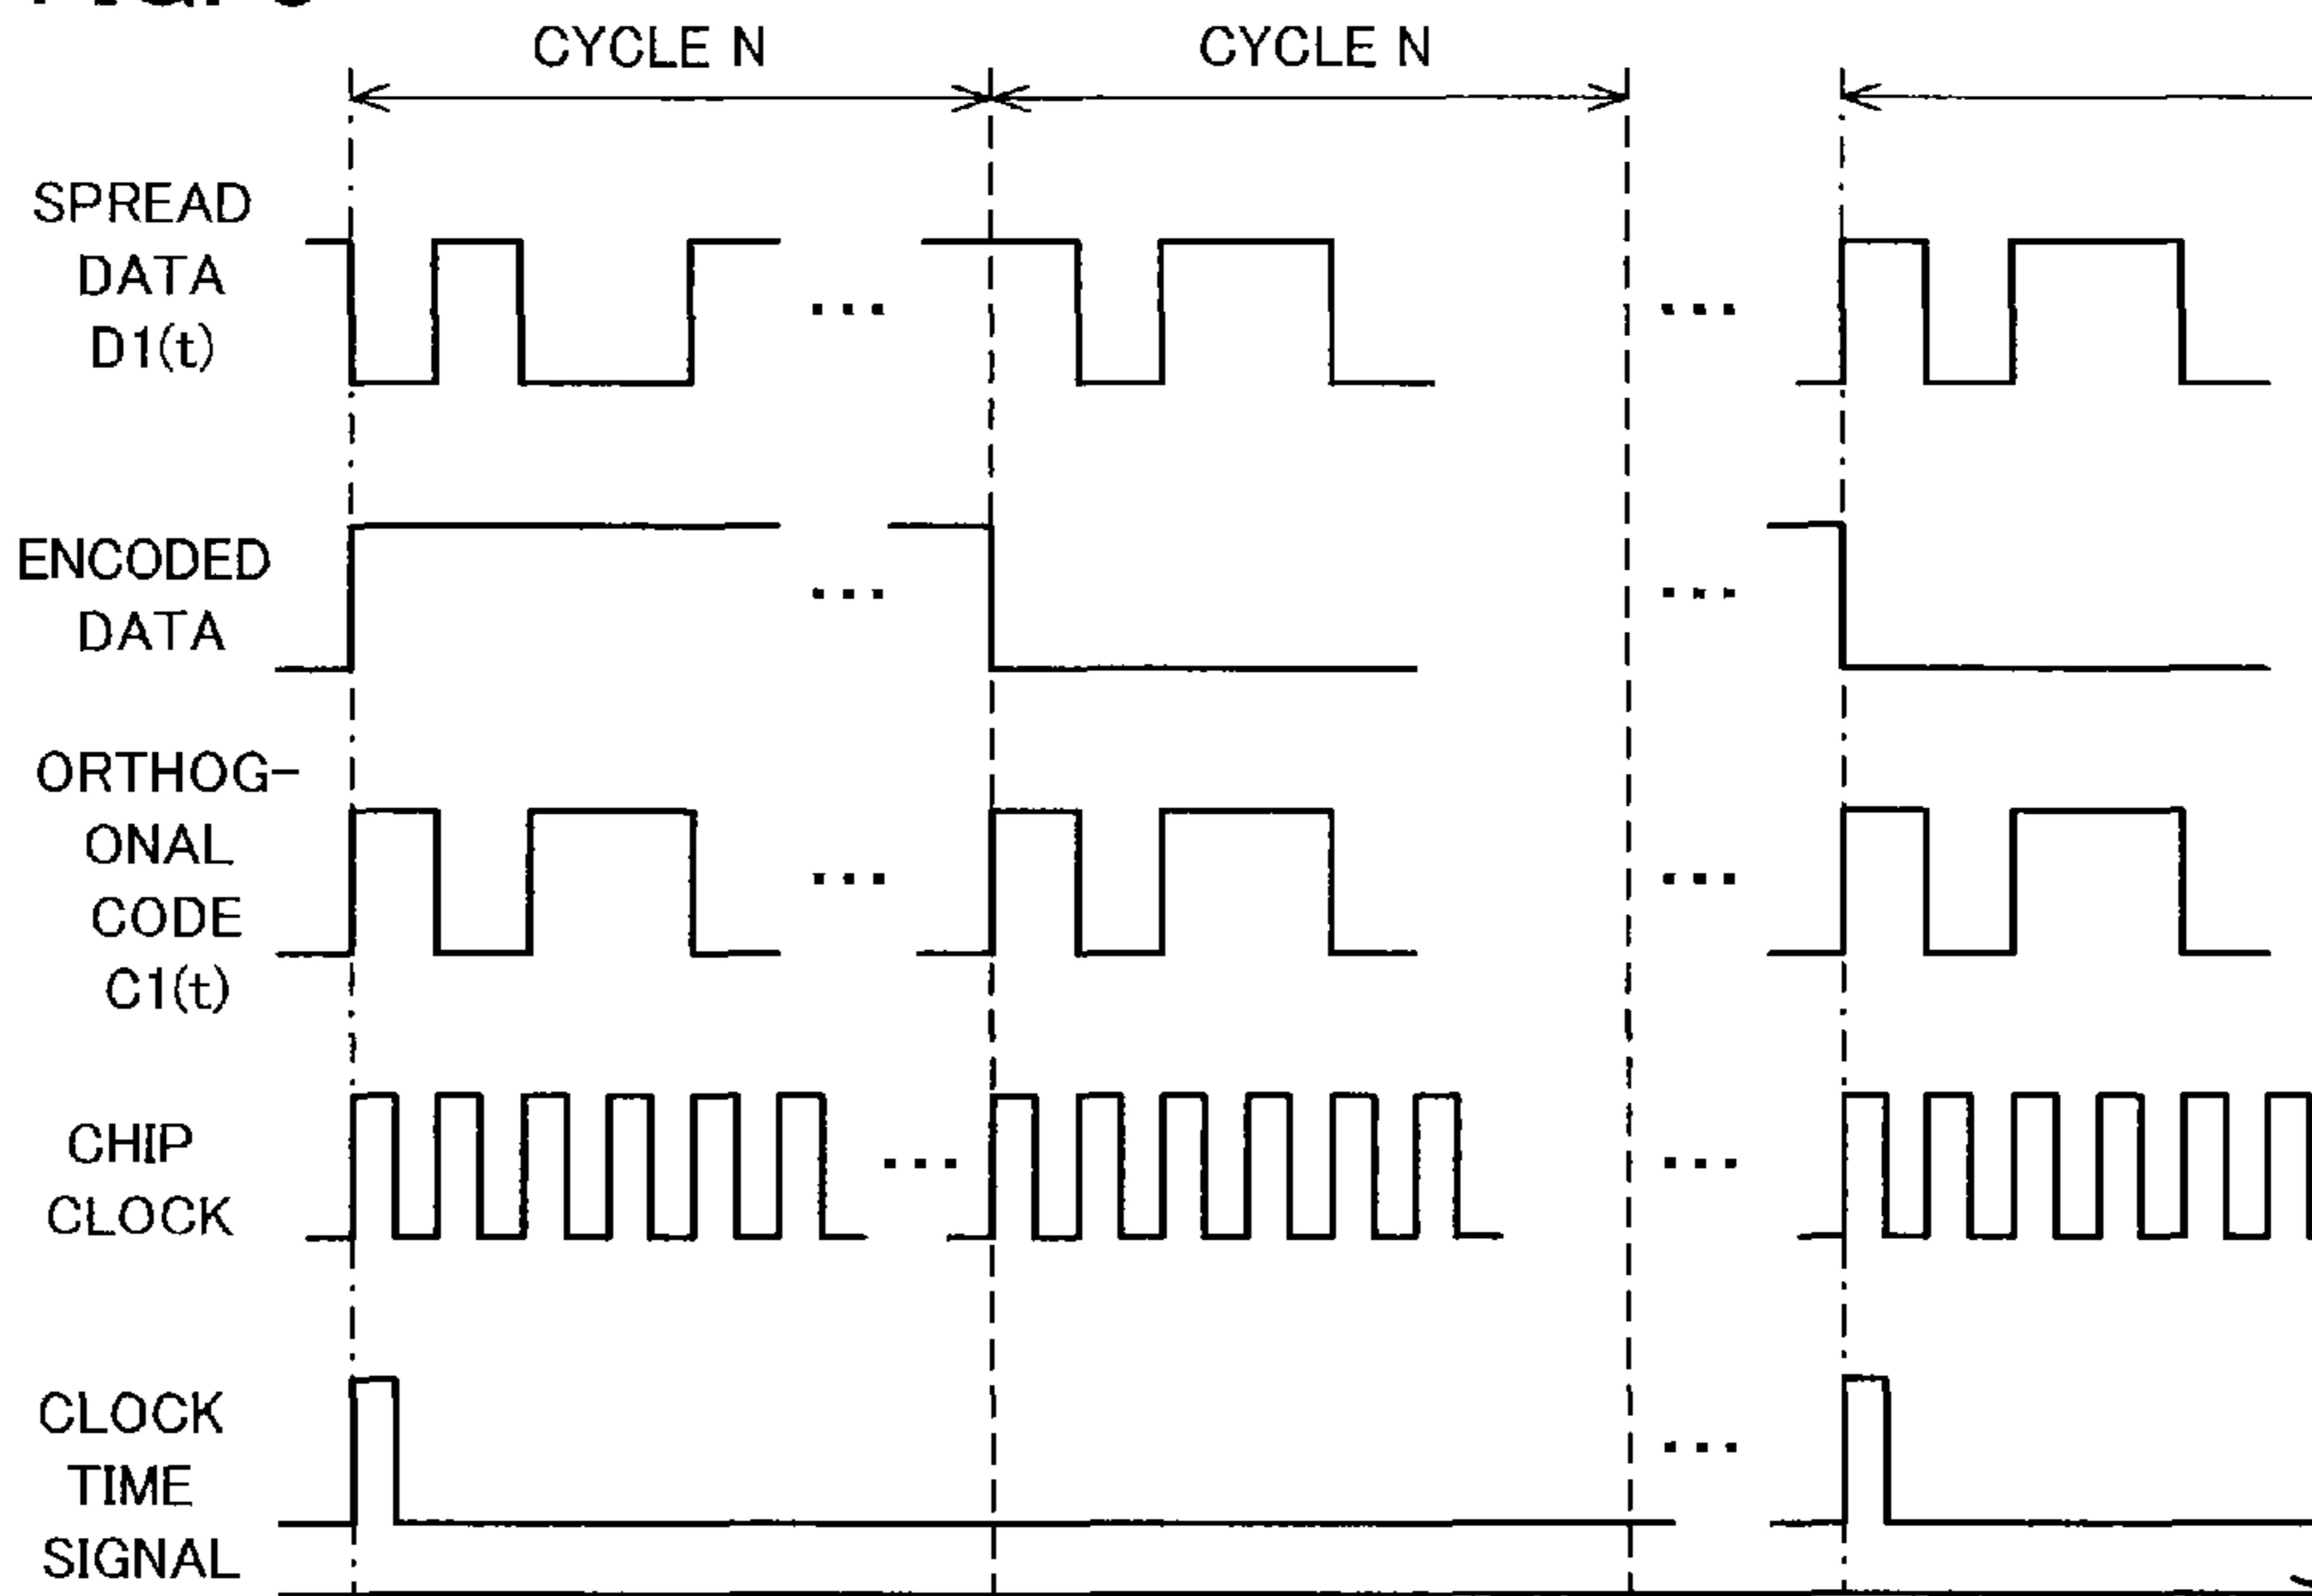 CYCLE N
CYCLE N
SPREAD
DATA
D1(t)
...
...
ENCODED
DATA
...
...
ORTHOG-
ONAL
CODE
C1(t)
...
...
CHIP
CLOCK
...
...
CLOCK
TIME
SIGNAL
...